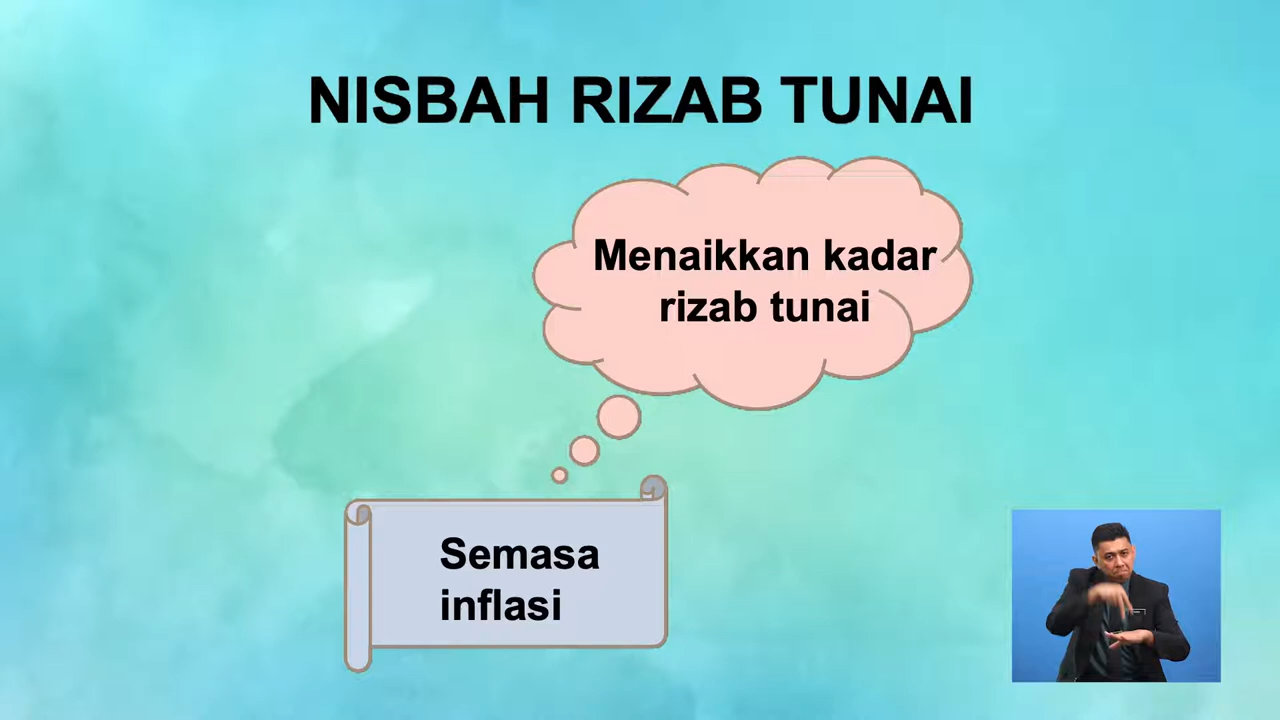 NISBAH RIZAB TUNAI
Menaikkan kadar
rizab tunai
Semasa
inflasi